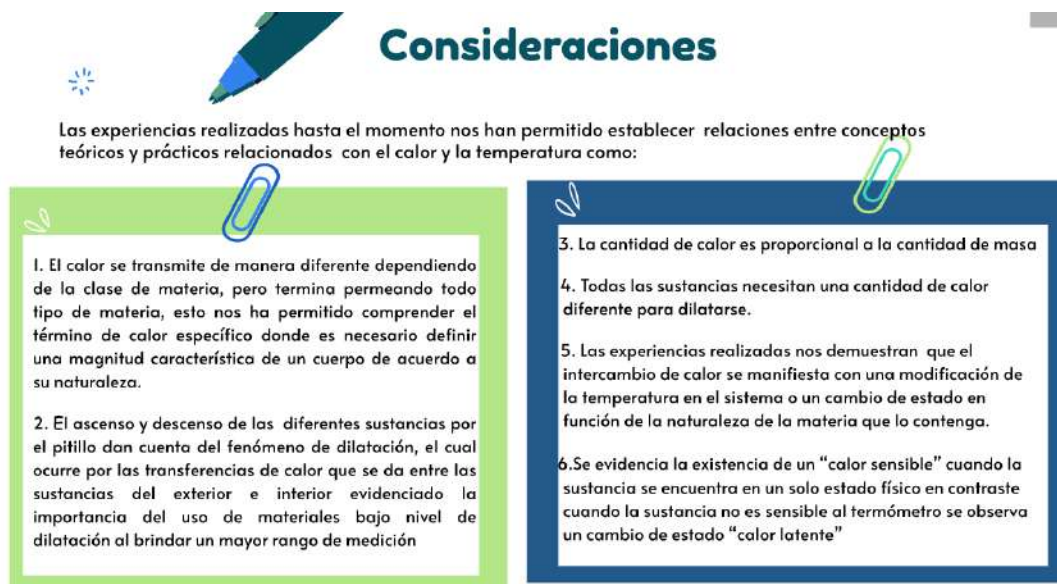 Consideraciones
Las experiencias realizadas hasta el momento nos han permitido establecer relaciones entre conceptos
teóricos y prácticos relacionados con el calor y la temperatura como:
1. El calor se transmite de manera diferente dependiendo
de la clase de materia, pero termina permeando todo
tipo de materia, esto nos ha permitido comprender el
término de calor específico donde es necesario definir
una magnitud característica de un cuerpo de acuerdo a
su naturaleza.
2. El ascenso y descenso de las diferentes sustancias por
el pitillo dan cuenta del fenómeno de dilatación, el cual
ocurre por las transferencias de calor que se da entre las
sustancias del exterior e interior evidenciado la
importancia del uso de materiales bajo nivel de
dilatación al brindar un mayor rango de medición
3. La cantidad de calor es proporcional a la cantidad de masa
4. Todas las sustancias necesitan una cantidad de calor
diferente para dilatarse.
5. Las experiencias realizadas nos demuestran que el
intercambio de calor se manifiesta con una modificación de
la temperatura en el sistema o un cambio de estado en
función de la naturaleza de la materia que lo contenga.
6.Se evidencia la existencia de un “calor sensible” cuando la
sustancia se encuentra en un solo estado físico en contraste
cuando la sustancia no es sensible al termómetro se observa
un cambio de estado “calor latente”